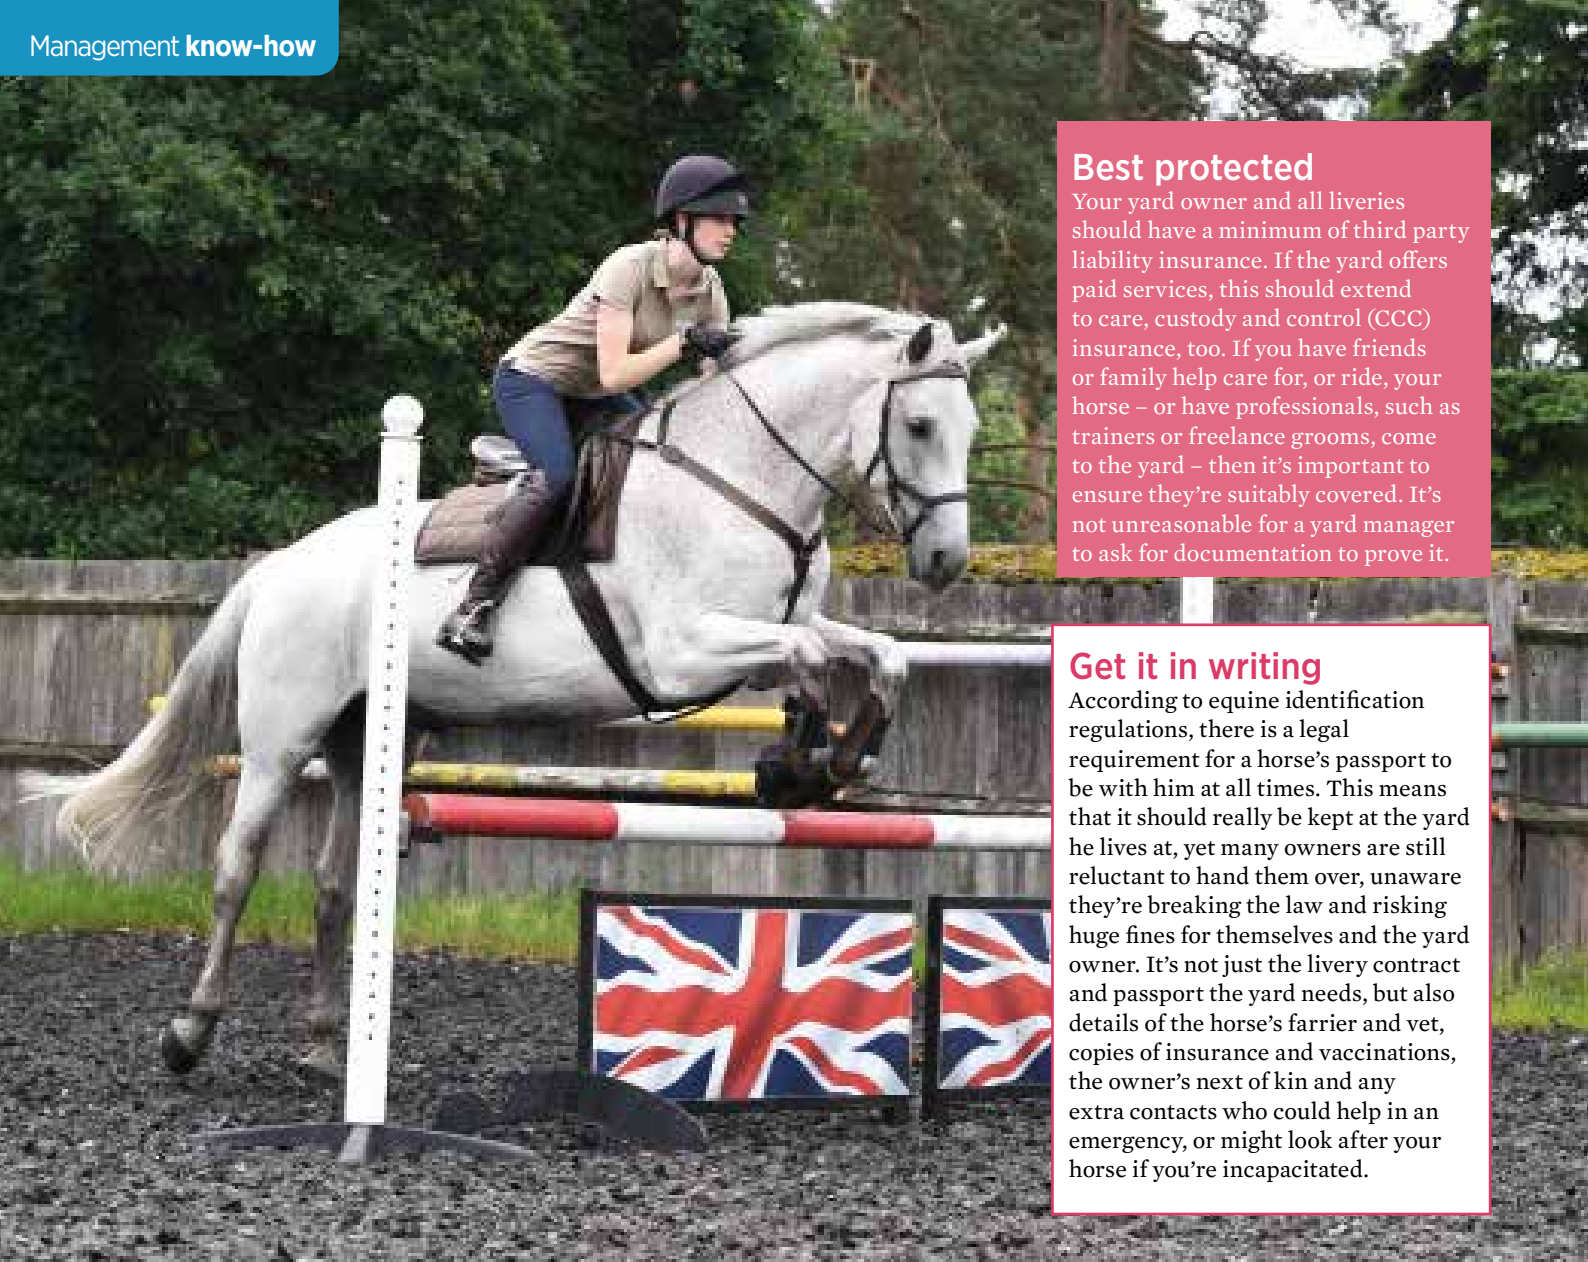 Management know-how
Best protected
Your yard owner and all liveries
should have a minimum of third party
liability insurance. If the yard offers
paid services, this should extend
to care, custody and control (CCC)
insurance, too. If you have friends
or family help care for, or ride, your
horse – or have professionals, such as
trainers or freelance grooms, come
to the yard – then it’s important to
ensure they’re suitably covered. It’s
not unreasonable for a yard manager
to ask for documentation to prove it.
Get it in writing
According to equine identification
regulations, there is a legal
requirement for a horse’s passport to
be with him at all times. This means
that it should really be kept at the yard
he lives at, yet many owners are still
reluctant to hand them over, unaware
they’re breaking the law and risking
huge fines for themselves and the yard
owner. It’s not just the livery contract
and passport the yard needs, but also
details of the horse’s farrier and vet,
copies of insurance and vaccinations,
the owner’s next of kin and any
extra contacts who could help in an
emergency, or might look after your
horse if you’re incapacitated.